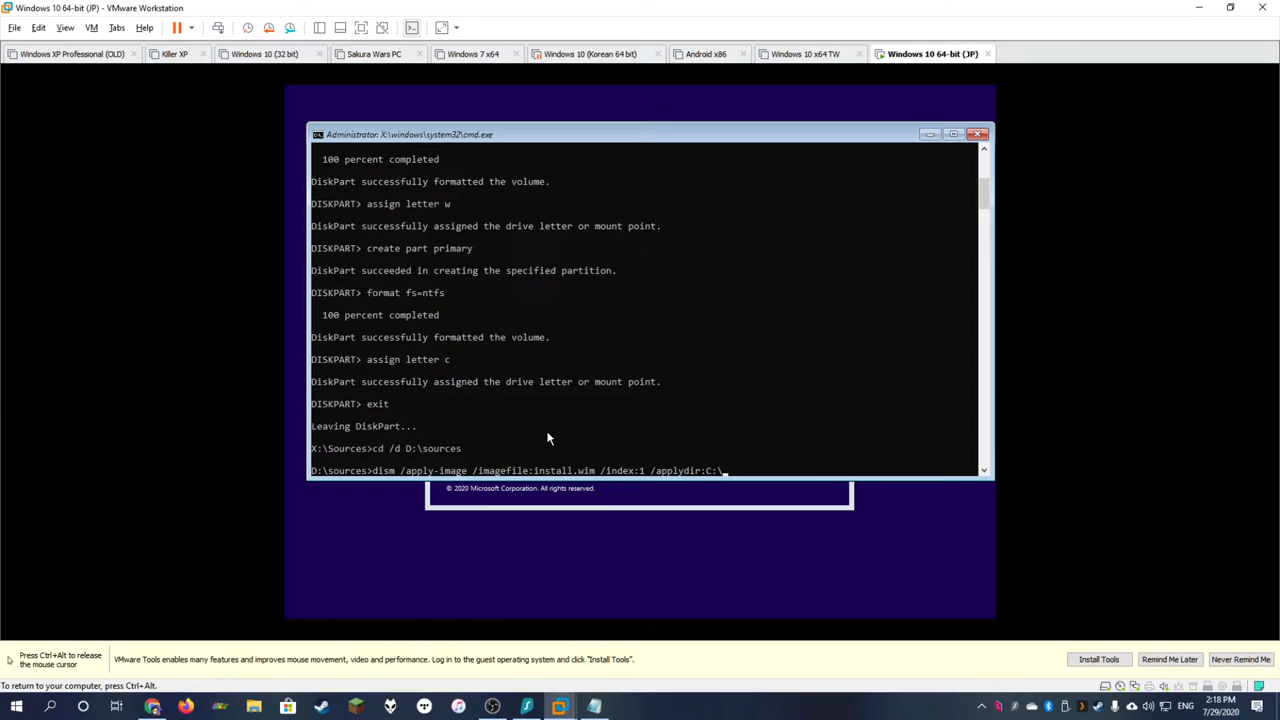 Windows 10 64-bit (JP) - VMware Workstation
File Edit View VM Tabs Help
Windows XP Professional (OLD) Killer XP Windows 10 (32 bit) Sakura Wars PC Windows 7 x64 Windows 10 (Korean 64 bit) Android x86 Windows 10 x64 TW Windows 10 64-bit (JP)
Administrator: X:\windows\system32\cmd.exe
100 percent completed
DiskPart successfully formatted the volume.
DISKPART> assign letter w
DiskPart successfully assigned the drive letter or mount point.
DISKPART> create part primary
DiskPart succeeded in creating the specified partition.
DISKPART> format fs=ntfs
100 percent completed
DiskPart successfully formatted the volume.
DISKPART> assign letter c
DiskPart successfully assigned the drive letter or mount point.
DISKPART> exit
Leaving DiskPart...
X:\Sources>cd /d D:\sources
D:\sources>dism /apply-image /imagefile:install.wim /index:1 /applydir:C:\
© 2020 Microsoft Corporation. All rights reserved.
Press Ctrl+Alt to release
the mouse cursor
VMware Tools enables many features and improves mouse movement, video and performance. Log in to the guest operating system and click "Install Tools".
Install Tools Remind Me Later Never Remind Me
To return to your computer, press Ctrl+Alt.
ENG
2:18 PM
7/29/2020